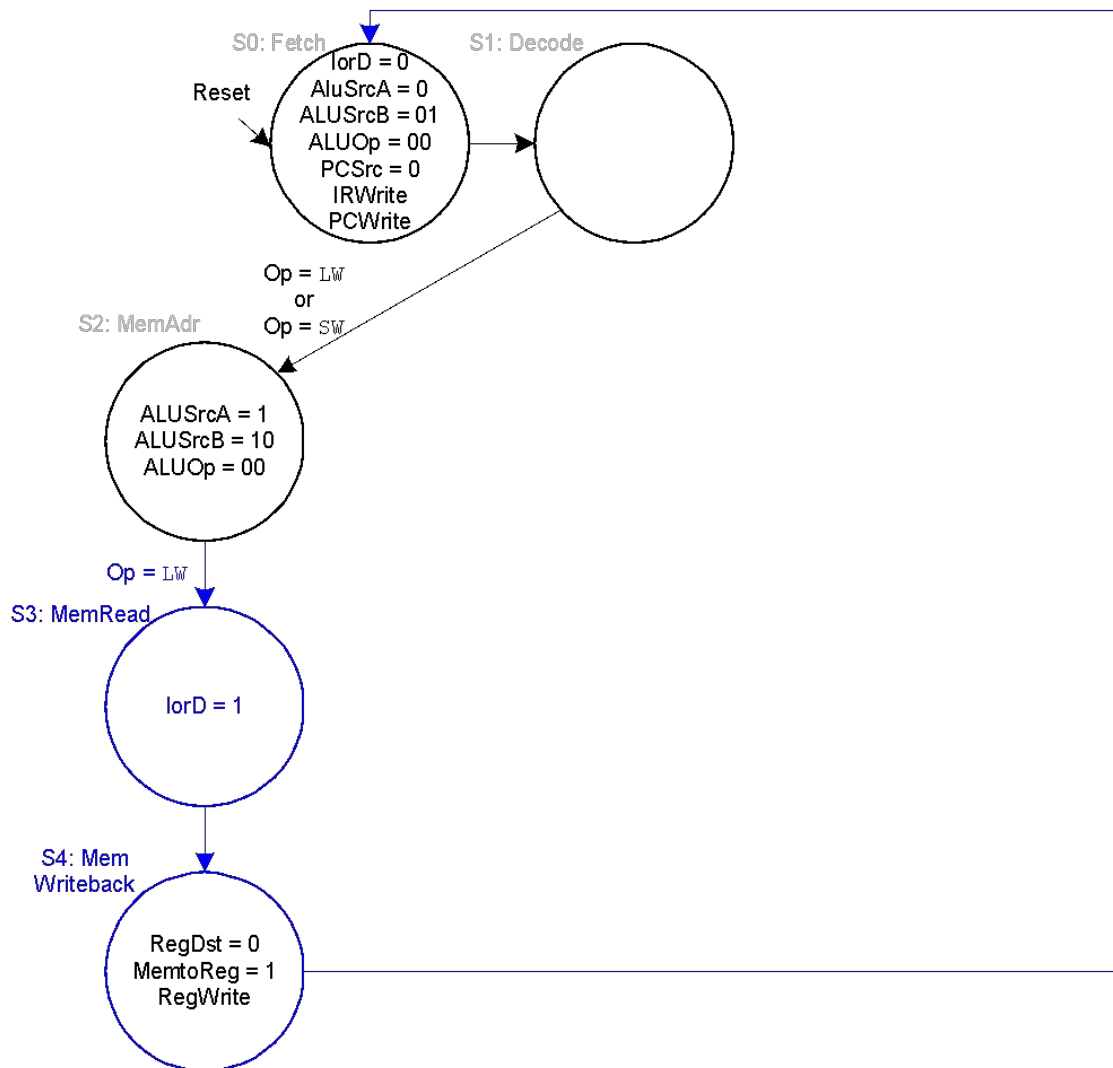 S0: Fetch
S1: Decode
Reset
IorD = 0
AluSrcA = 0
ALUSrcB = 01
ALUOp = 00
PCSrc = 0
IRWrite
PCWrite
Op = LW
or
Op = SW
S2: MemAdr
ALUSrcA = 1
ALUSrcB = 10
ALUOp = 00
Op = LW
S3: MemRead
IorD = 1
S4: Mem
Writeback
RegDst = 0
MemtoReg = 1
RegWrite